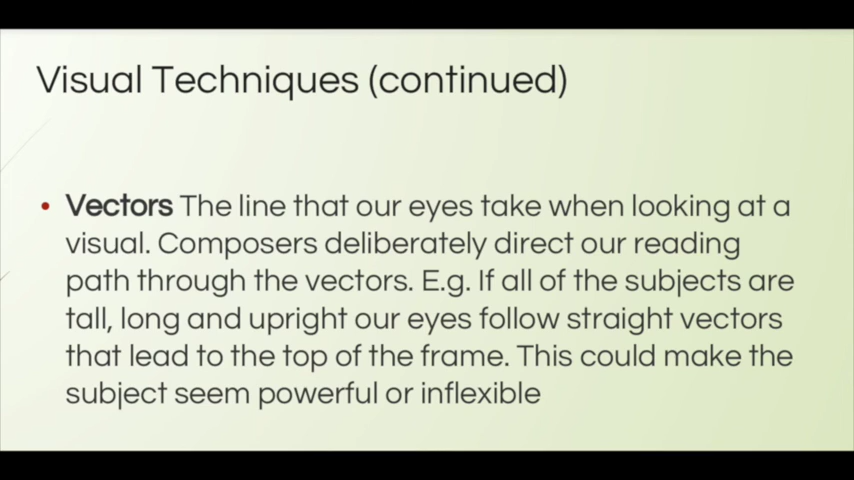 Visual Techniques (continued)
• Vectors The line that our eyes take when looking at a
visual. Composers deliberately direct our reading
path through the vectors. E.g. If all of the subjects are
tall, long and upright our eyes follow straight vectors
that lead to the top of the frame. This could make the
subject seem powerful or inflexible